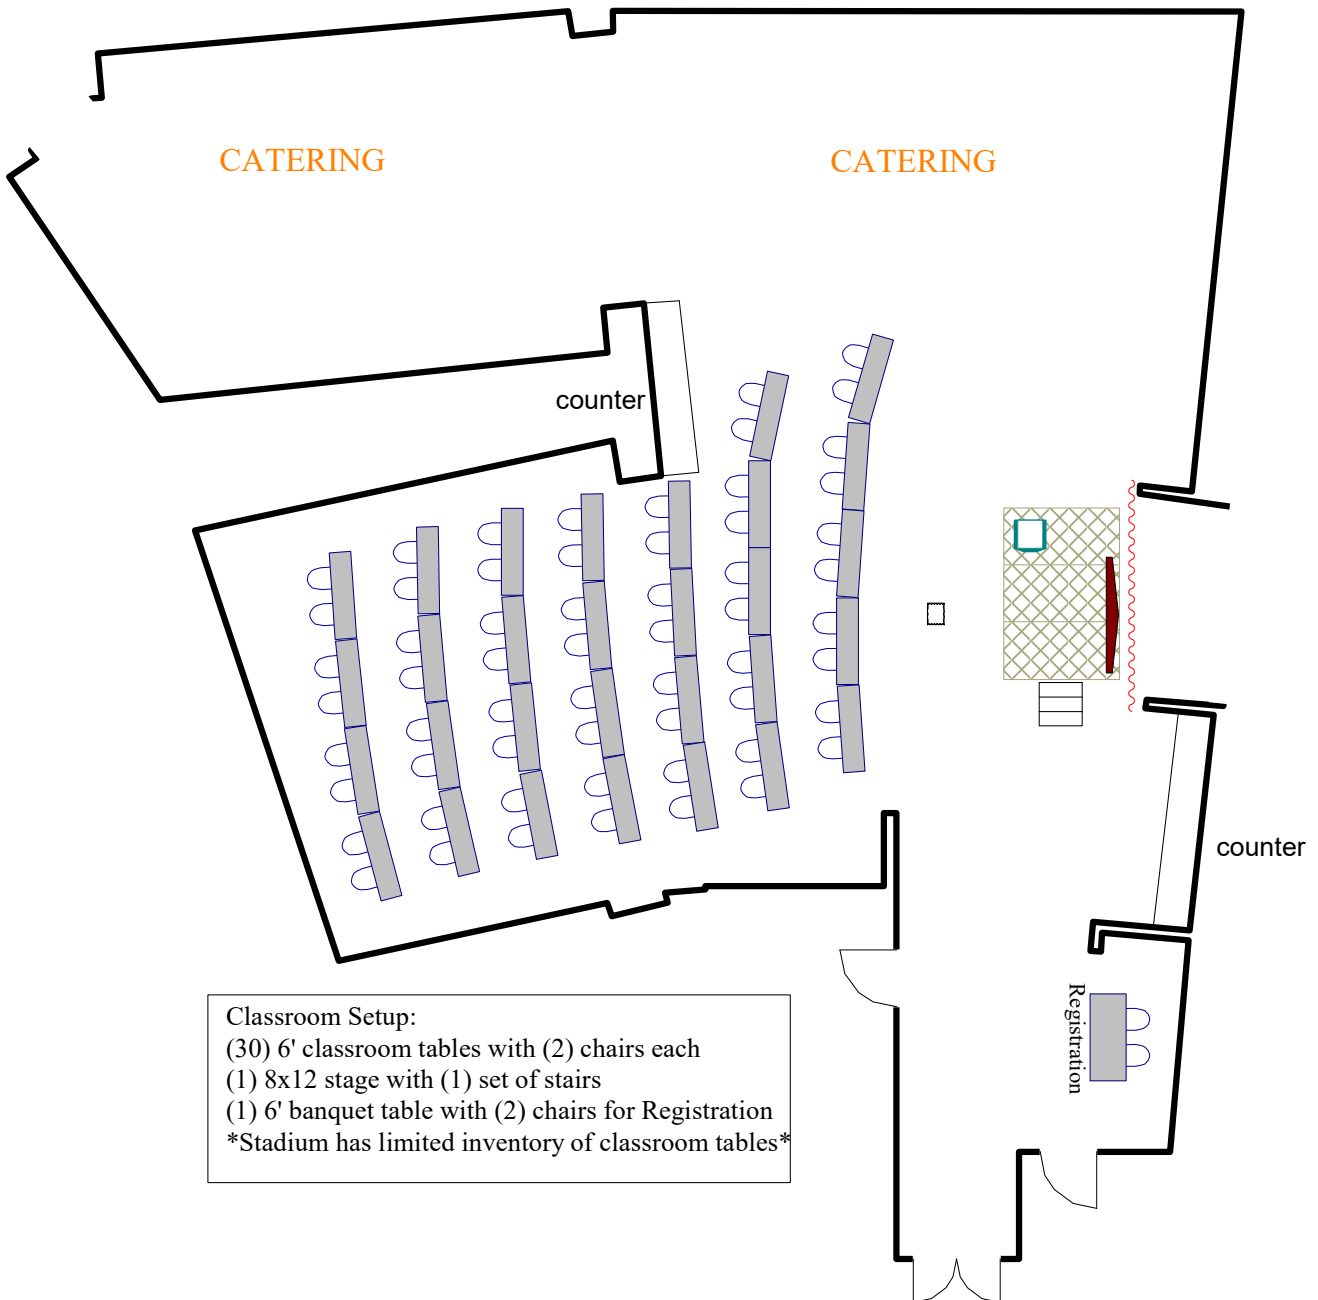 CATERING
CATERING
counter
counter
Registration
Classroom Setup:
(30) 6' classroom tables with (2) chairs each
(1) 8x12 stage with (1) set of stairs
(1) 6' banquet table with (2) chairs for Registration
*Stadium has limited inventory of classroom tables*